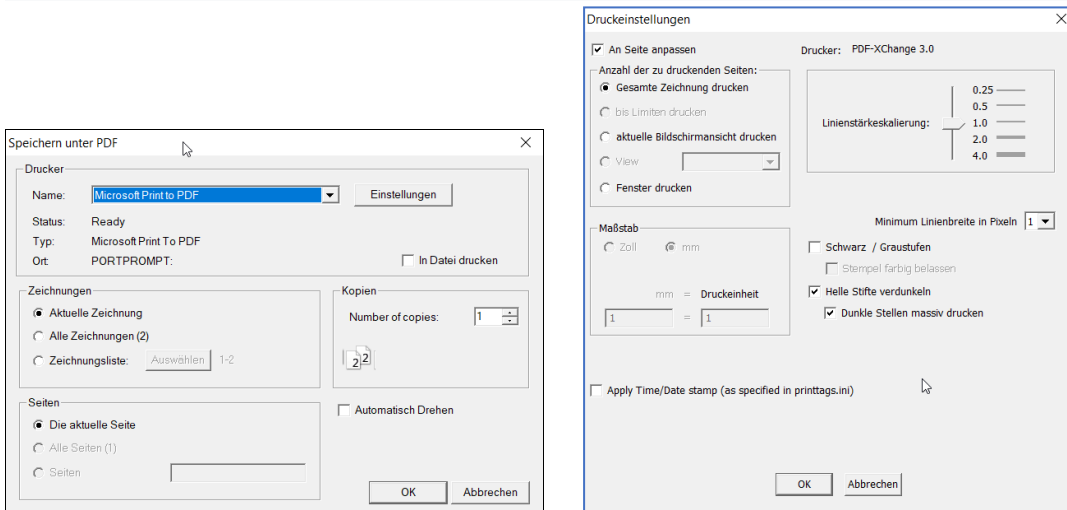 Speichern unter PDF
Drucker
Name: Microsoft Print to PDF Einstellungen
Status: Ready
Typ: Microsoft Print To PDF
Ort PORTPROMPT: In Datei drucken
Zeichnungen
Aktuelle Zeichnung
Alle Zeichnungen (2)
Zeichnungsliste: Auswählen 1-2
Kopien
Number of copies: 1
2 2
Seiten
Die aktuelle Seite
Alle Seiten (1)
Seiten
Automatisch Drehen
OK Abbrechen
Druckeinstellungen
An Seite anpassen
Drucker: PDF-XChange 3.0
Anzahl der zu druckenden Seiten:
Gesamte Zeichnung drucken
bis Limiten drucken
aktuelle Bildschirmansicht drucken
View
Fenster drucken
Linienstärkeskalierung:
0.25
0.5
1.0
2.0
4.0
Maßstab
Zoll mm
mm = Druckeinheit
1 = 1
Minimum Linienbreite in Pixeln 1
Schwarz / Graustufen
Stempel farbig belassen
Helle Stifte verdunkeln
Dunkle Stellen massiv drucken
Apply Time/Date stamp (as specified in printtags.ini)
OK Abbrechen